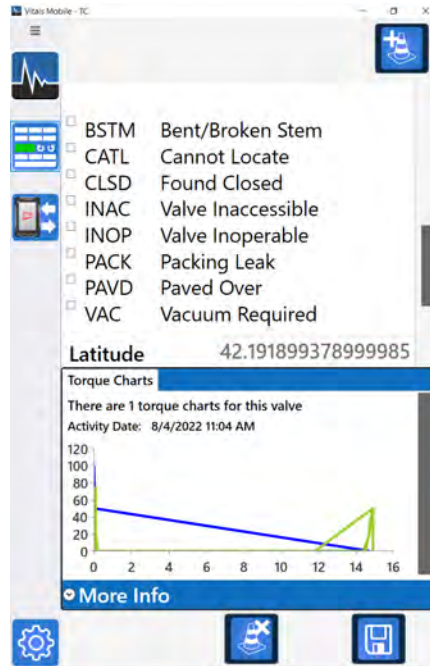 Vitals Mobile - TC
BSTM Bent/Broken Stem
CATL Cannot Locate
CLSD Found Closed
INAC Valve Inaccessible
INOP Valve Inoperable
PACK Packing Leak
PAVD Paved Over
VAC Vacuum Required
Latitude 42.191899378999985
Torque Charts
There are 1 torque charts for this valve
Activity Date: 8/4/2022 11:04 AM
120
100
80
60
40
20
0
0 2 4 6 8 10 12 14 16
More Info